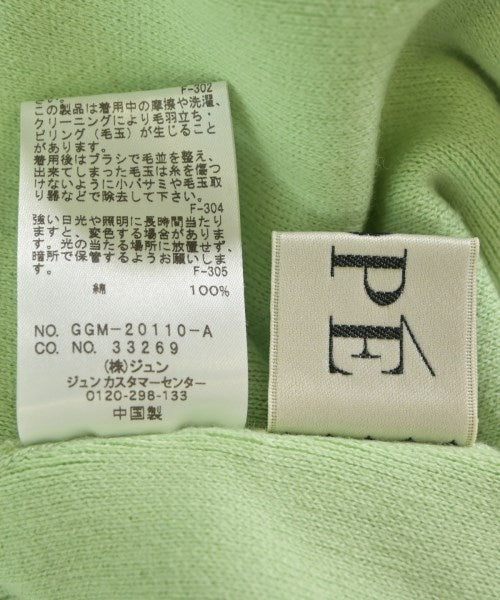 F-302
この製品は着用中の摩擦や洗濯、
クリーニングにより毛羽立ち・
ピリング（毛玉）が生じること
があります。
着用後はブラシで毛並を整え、
出来てしまった毛玉は糸を傷つ
けないように小バサミや毛玉取
り器などで除去して下さい。
F-304
強い日光や照明に長時間当たり
ますと、変色する場合がありま
す。光の当たる場所に放置せず、
暗所で保管するようお願いしま
す。
F-305
綿 100%
NO. GGM-20110-A
CO. NO. 33269
(株)ジュン
ジュンカスタマーセンター
0120-298-133
中国製
PÉ